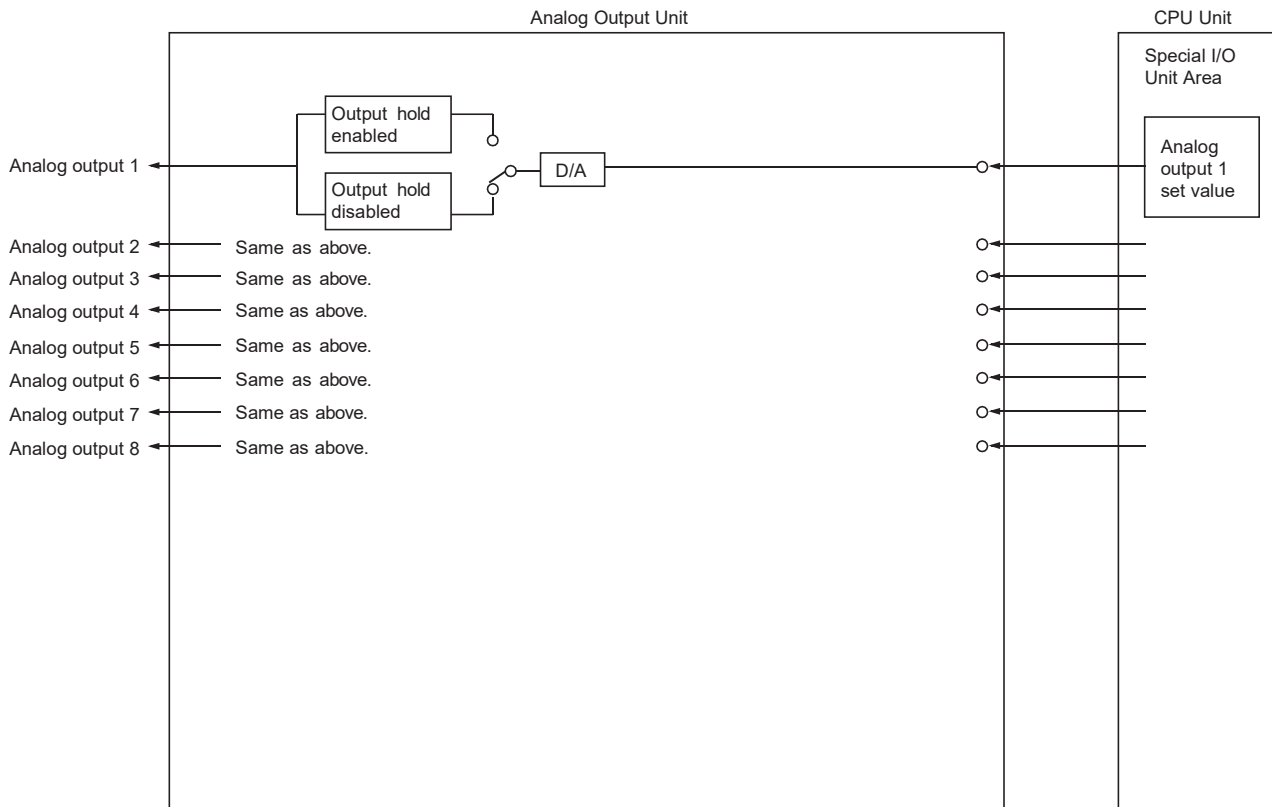 Analog Output Unit
CPU Unit
Special I/O
Unit Area
Output hold
enabled
Analog output 1
D/A
Analog
output 1
set value
Output hold
disabled
Analog output 2
Same as above.
Analog output 3
Same as above.
Analog output 4
Same as above.
Analog output 5
Same as above.
Analog output 6
Same as above.
Analog output 7
Same as above.
Analog output 8
Same as above.